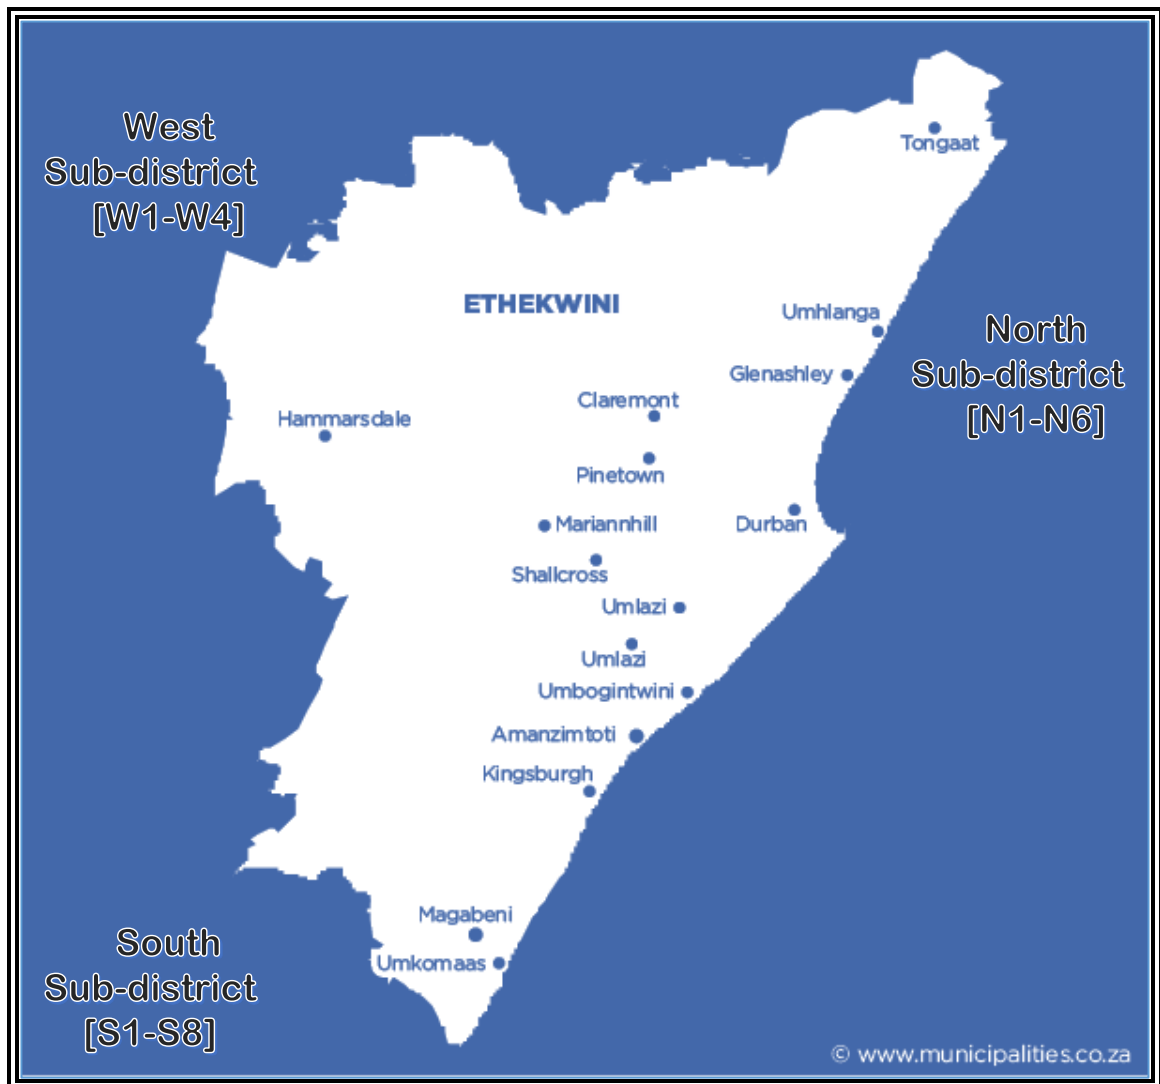 West
Sub-district
[W1-W4]
Tongaat
ETHEKWINI
Umhlanga
North
Sub-district
[N1-N6]
Glenashley
Claremont
Hammarsdale
Pinetown
Mariannhill
Durban
Shallcross
Umlazi
Umlazi
Umbogintwini
Amanzimtoti
Kingsburgh
Magabeni
Umkomaas
South
Sub-district
[S1-S8]
© www.municipalities.co.za